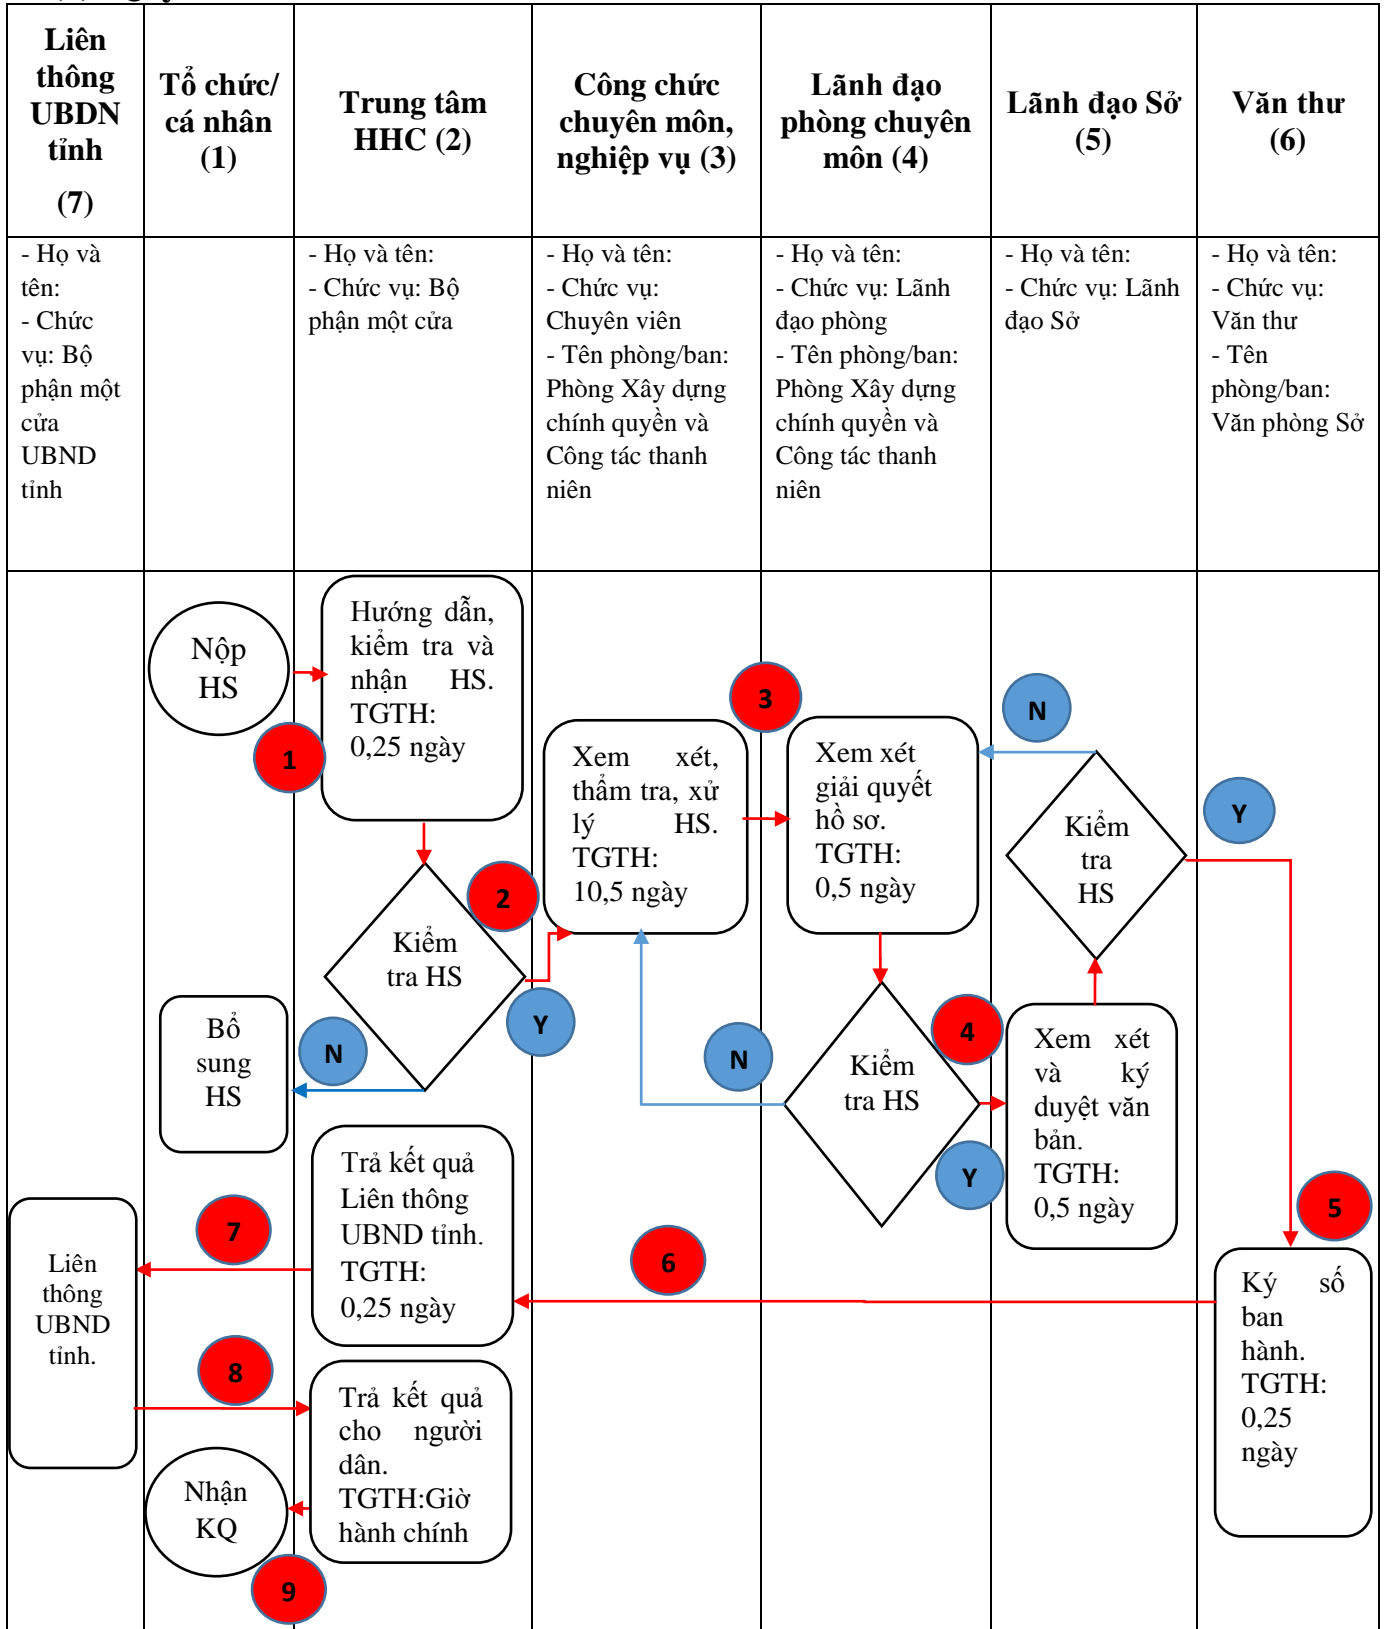 Liên
thông
UBDN
tỉnh
(7)
Tổ chức/
cá nhân
(1)
Trung tâm
HHC (2)
Công chức
chuyên môn,
nghiệp vụ (3)
Lãnh đạo
phòng chuyên
môn (4)
Lãnh đạo Sở
(5)
Văn thư
(6)
- Họ và
tên:
- Chức
vụ: Bộ
phận một
cửa
UBND
tỉnh
- Họ và tên:
- Chức vụ: Bộ
phận một cửa
- Họ và tên:
- Chức vụ:
Chuyên viên
- Tên phòng/ban:
Phòng Xây dựng
chính quyền và
Công tác thanh
niên
- Họ và tên:
- Chức vụ: Lãnh
đạo phòng
- Tên phòng/ban:
Phòng Xây dựng
chính quyền và
Công tác thanh
niên
- Họ và tên:
- Chức vụ: Lãnh
đạo Sở
- Họ và tên:
- Chức vụ:
Văn thư
- Tên
phòng/ban:
Văn phòng Sở
Nộp
HS
1
Hướng dẫn,
kiểm tra và
nhận HS.
TGTH:
0,25 ngày
2
Kiểm
tra HS
N
Y
Bổ
sung
HS
Xem xét,
thẩm tra, xử
lý HS.
TGTH:
10,5 ngày
3
Xem xét
giải quyết
hồ sơ.
TGTH:
0,5 ngày
Kiểm
tra HS
N
Y
4
Xem xét
và ký
duyệt văn
bản.
TGTH:
0,5 ngày
Kiểm
tra
HS
N
Y
5
Ký số
ban
hành.
TGTH:
0,25
ngày
6
Trả kết quả
Liên thông
UBND tỉnh.
TGTH:
0,25 ngày
7
Liên
thông
UBND
tỉnh.
8
Trả kết quả
cho người
dân.
TGTH:Giờ
hành chính
Nhận
KQ
9